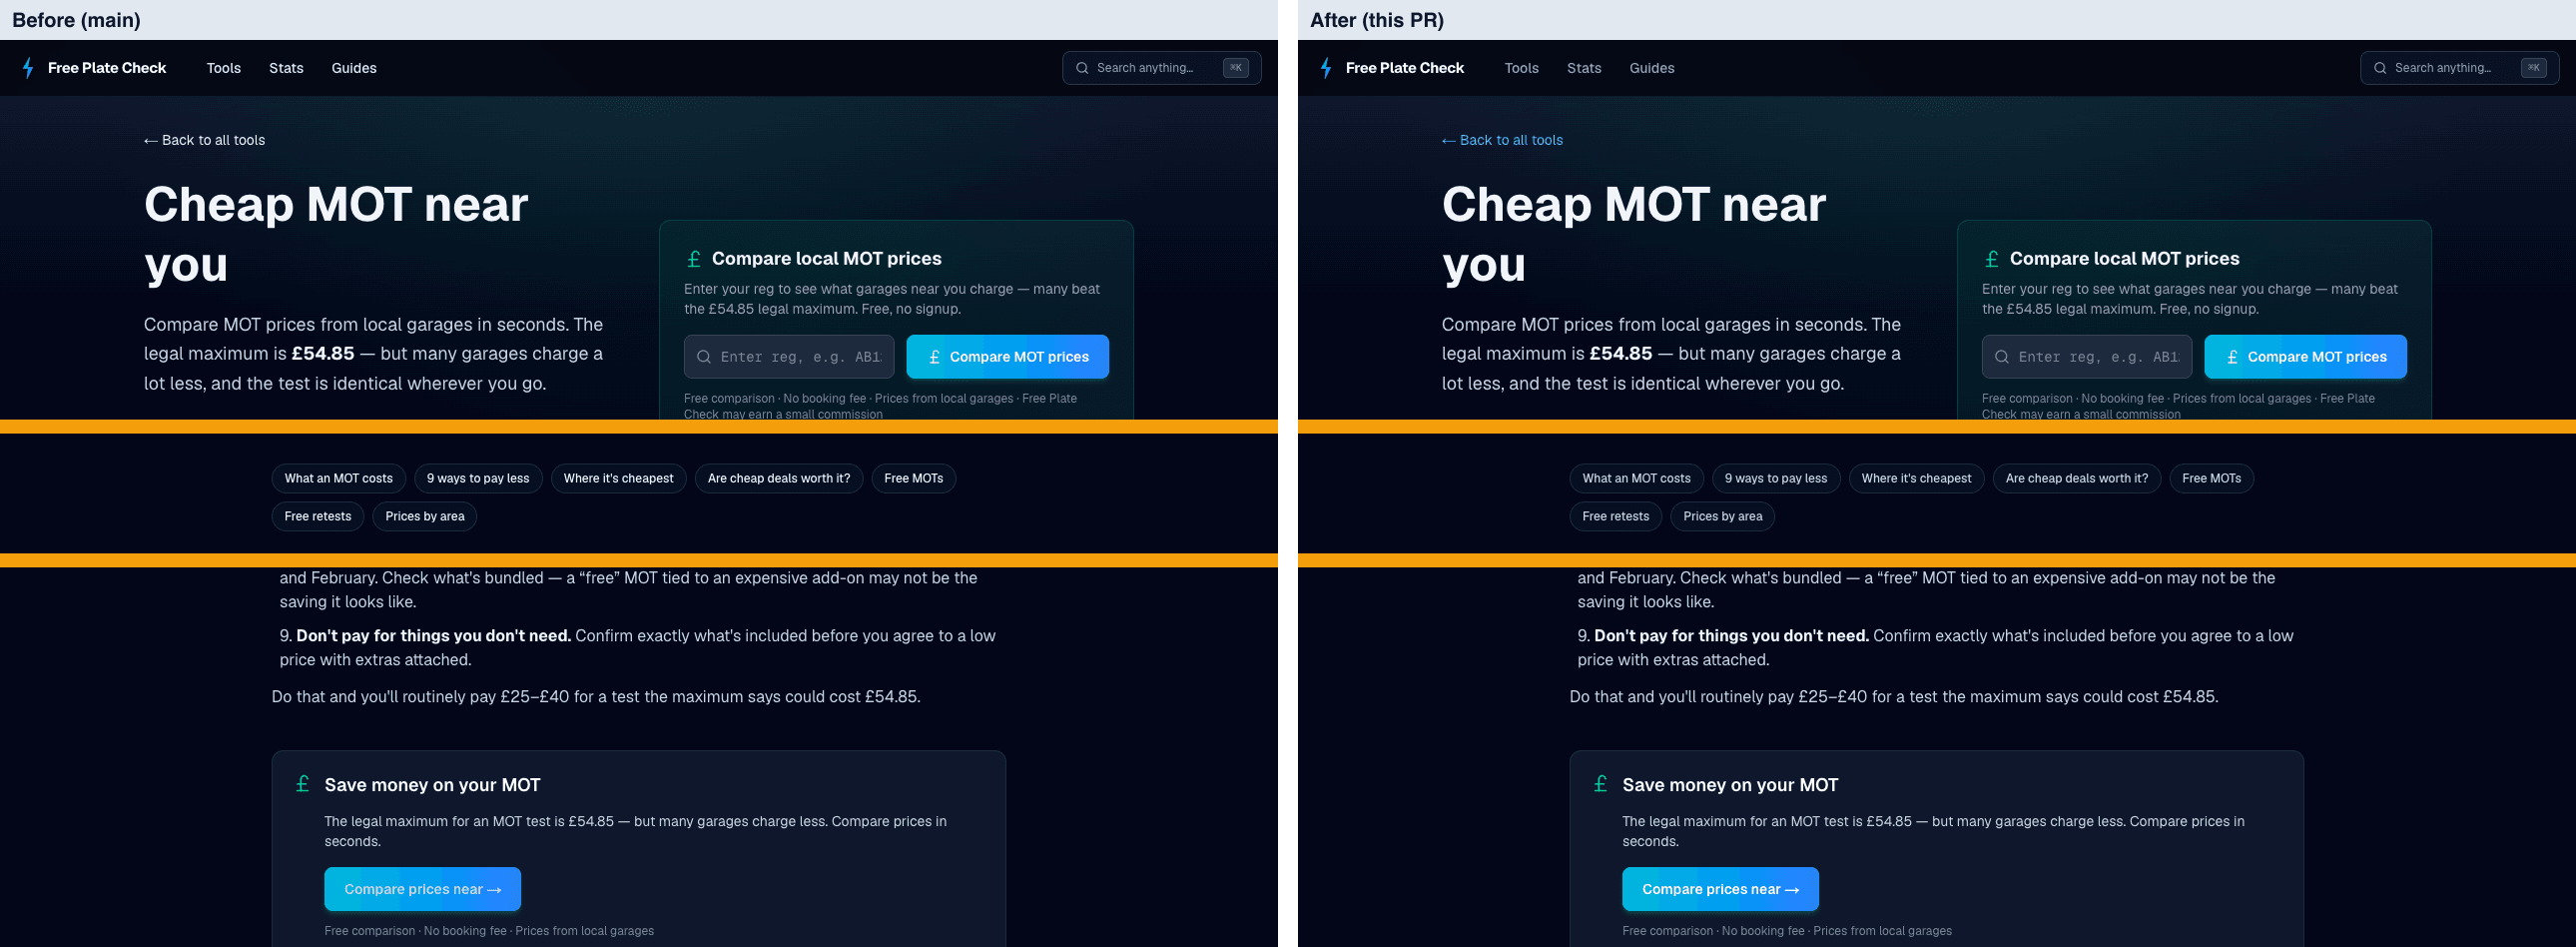 Before (main)
Free Plate Check Tools Stats Guides Search anything... ⌘K
← Back to all tools
Cheap MOT near
you
Compare MOT prices from local garages in seconds. The
legal maximum is £54.85 — but many garages charge a
lot less, and the test is identical wherever you go.
£ Compare local MOT prices
Enter your reg to see what garages near you charge — many beat
the £54.85 legal maximum. Free, no signup.
Enter reg, e.g. AB1 £ Compare MOT prices
Free comparison · No booking fee · Prices from local garages · Free Plate
Check may earn a small commission
What an MOT costs 9 ways to pay less Where it's cheapest Are cheap deals worth it? Free MOTs
Free retests Prices by area
and February. Check what's bundled — a “free” MOT tied to an expensive add-on may not be the
saving it looks like.
9. Don't pay for things you don't need. Confirm exactly what's included before you agree to a low
price with extras attached.
Do that and you'll routinely pay £25–£40 for a test the maximum says could cost £54.85.
£ Save money on your MOT
The legal maximum for an MOT test is £54.85 — but many garages charge less. Compare prices in
seconds.
Compare prices near →
Free comparison · No booking fee · Prices from local garages
After (this PR)
Free Plate Check Tools Stats Guides Search anything... ⌘K
← Back to all tools
Cheap MOT near
you
Compare MOT prices from local garages in seconds. The
legal maximum is £54.85 — but many garages charge a
lot less, and the test is identical wherever you go.
£ Compare local MOT prices
Enter your reg to see what garages near you charge — many beat
the £54.85 legal maximum. Free, no signup.
Enter reg, e.g. AB1 £ Compare MOT prices
Free comparison · No booking fee · Prices from local garages · Free Plate
Check may earn a small commission
What an MOT costs 9 ways to pay less Where it's cheapest Are cheap deals worth it? Free MOTs
Free retests Prices by area
and February. Check what's bundled — a “free” MOT tied to an expensive add-on may not be the
saving it looks like.
9. Don't pay for things you don't need. Confirm exactly what's included before you agree to a low
price with extras attached.
Do that and you'll routinely pay £25–£40 for a test the maximum says could cost £54.85.
£ Save money on your MOT
The legal maximum for an MOT test is £54.85 — but many garages charge less. Compare prices in
seconds.
Compare prices near →
Free comparison · No booking fee · Prices from local garages